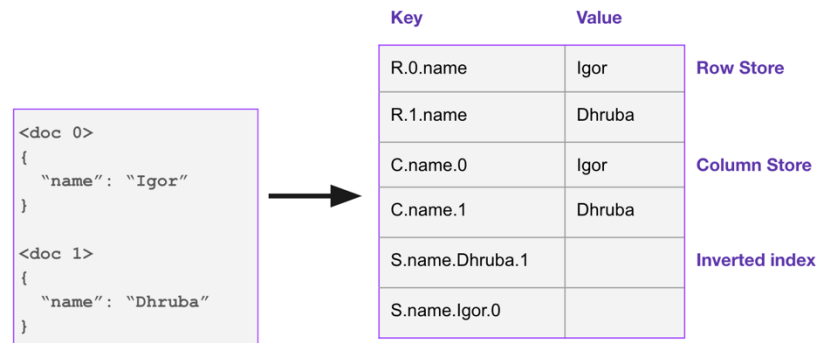 Key Value
R.0.name Igor Row Store
R.1.name Dhruba
C.name.0 Igor Column Store
C.name.1 Dhruba
S.name.Dhruba.1 Inverted index
S.name.Igor.0
<doc 0>
{
“name”: “Igor”
}
<doc 1>
{
“name”: “Dhruba”
}